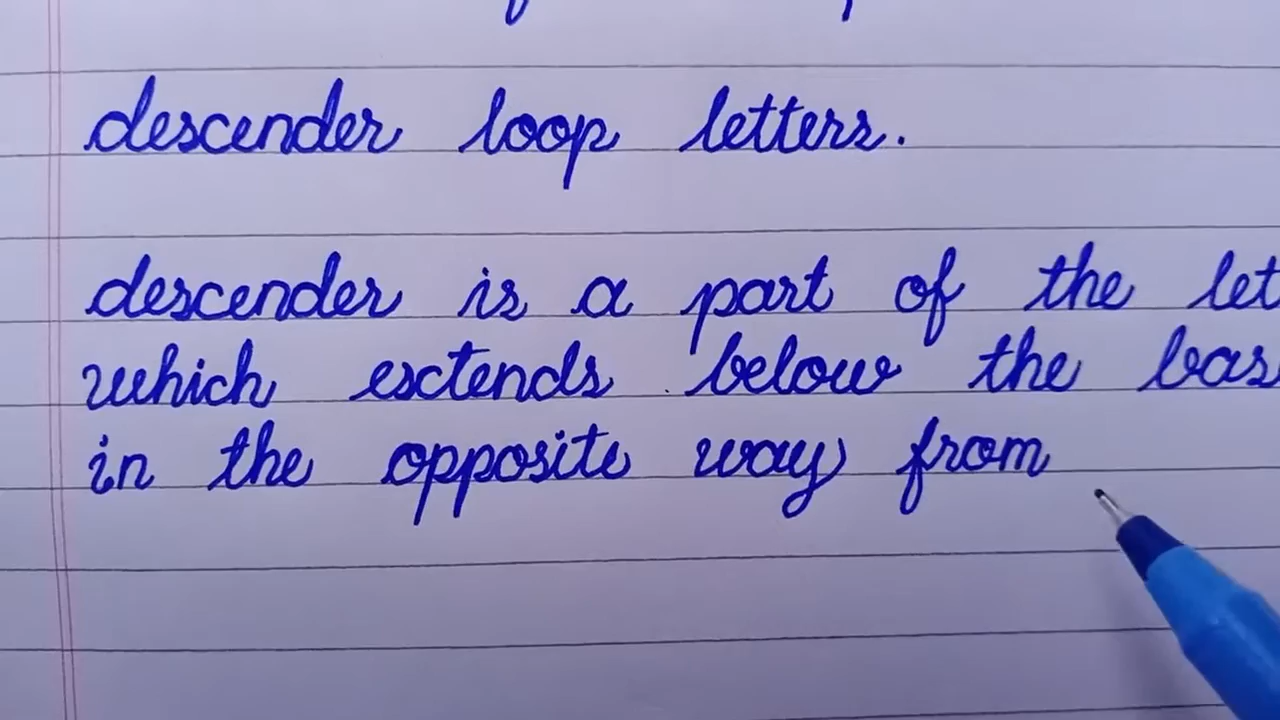 descender loop letters.
descender is a part of the let
which extends below the bas
in the opposite way from